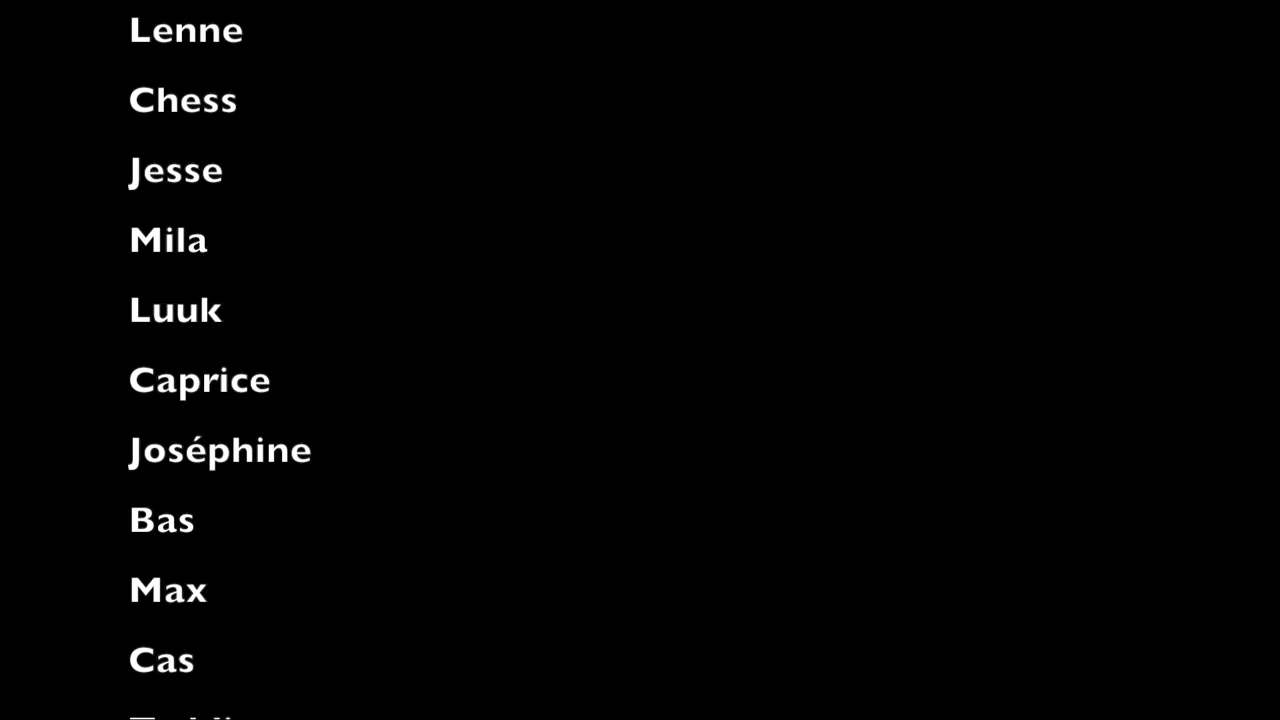 Lenne
Chess
Jesse
Mila
Luuk
Caprice
Joséphine
Bas
Max
Cas